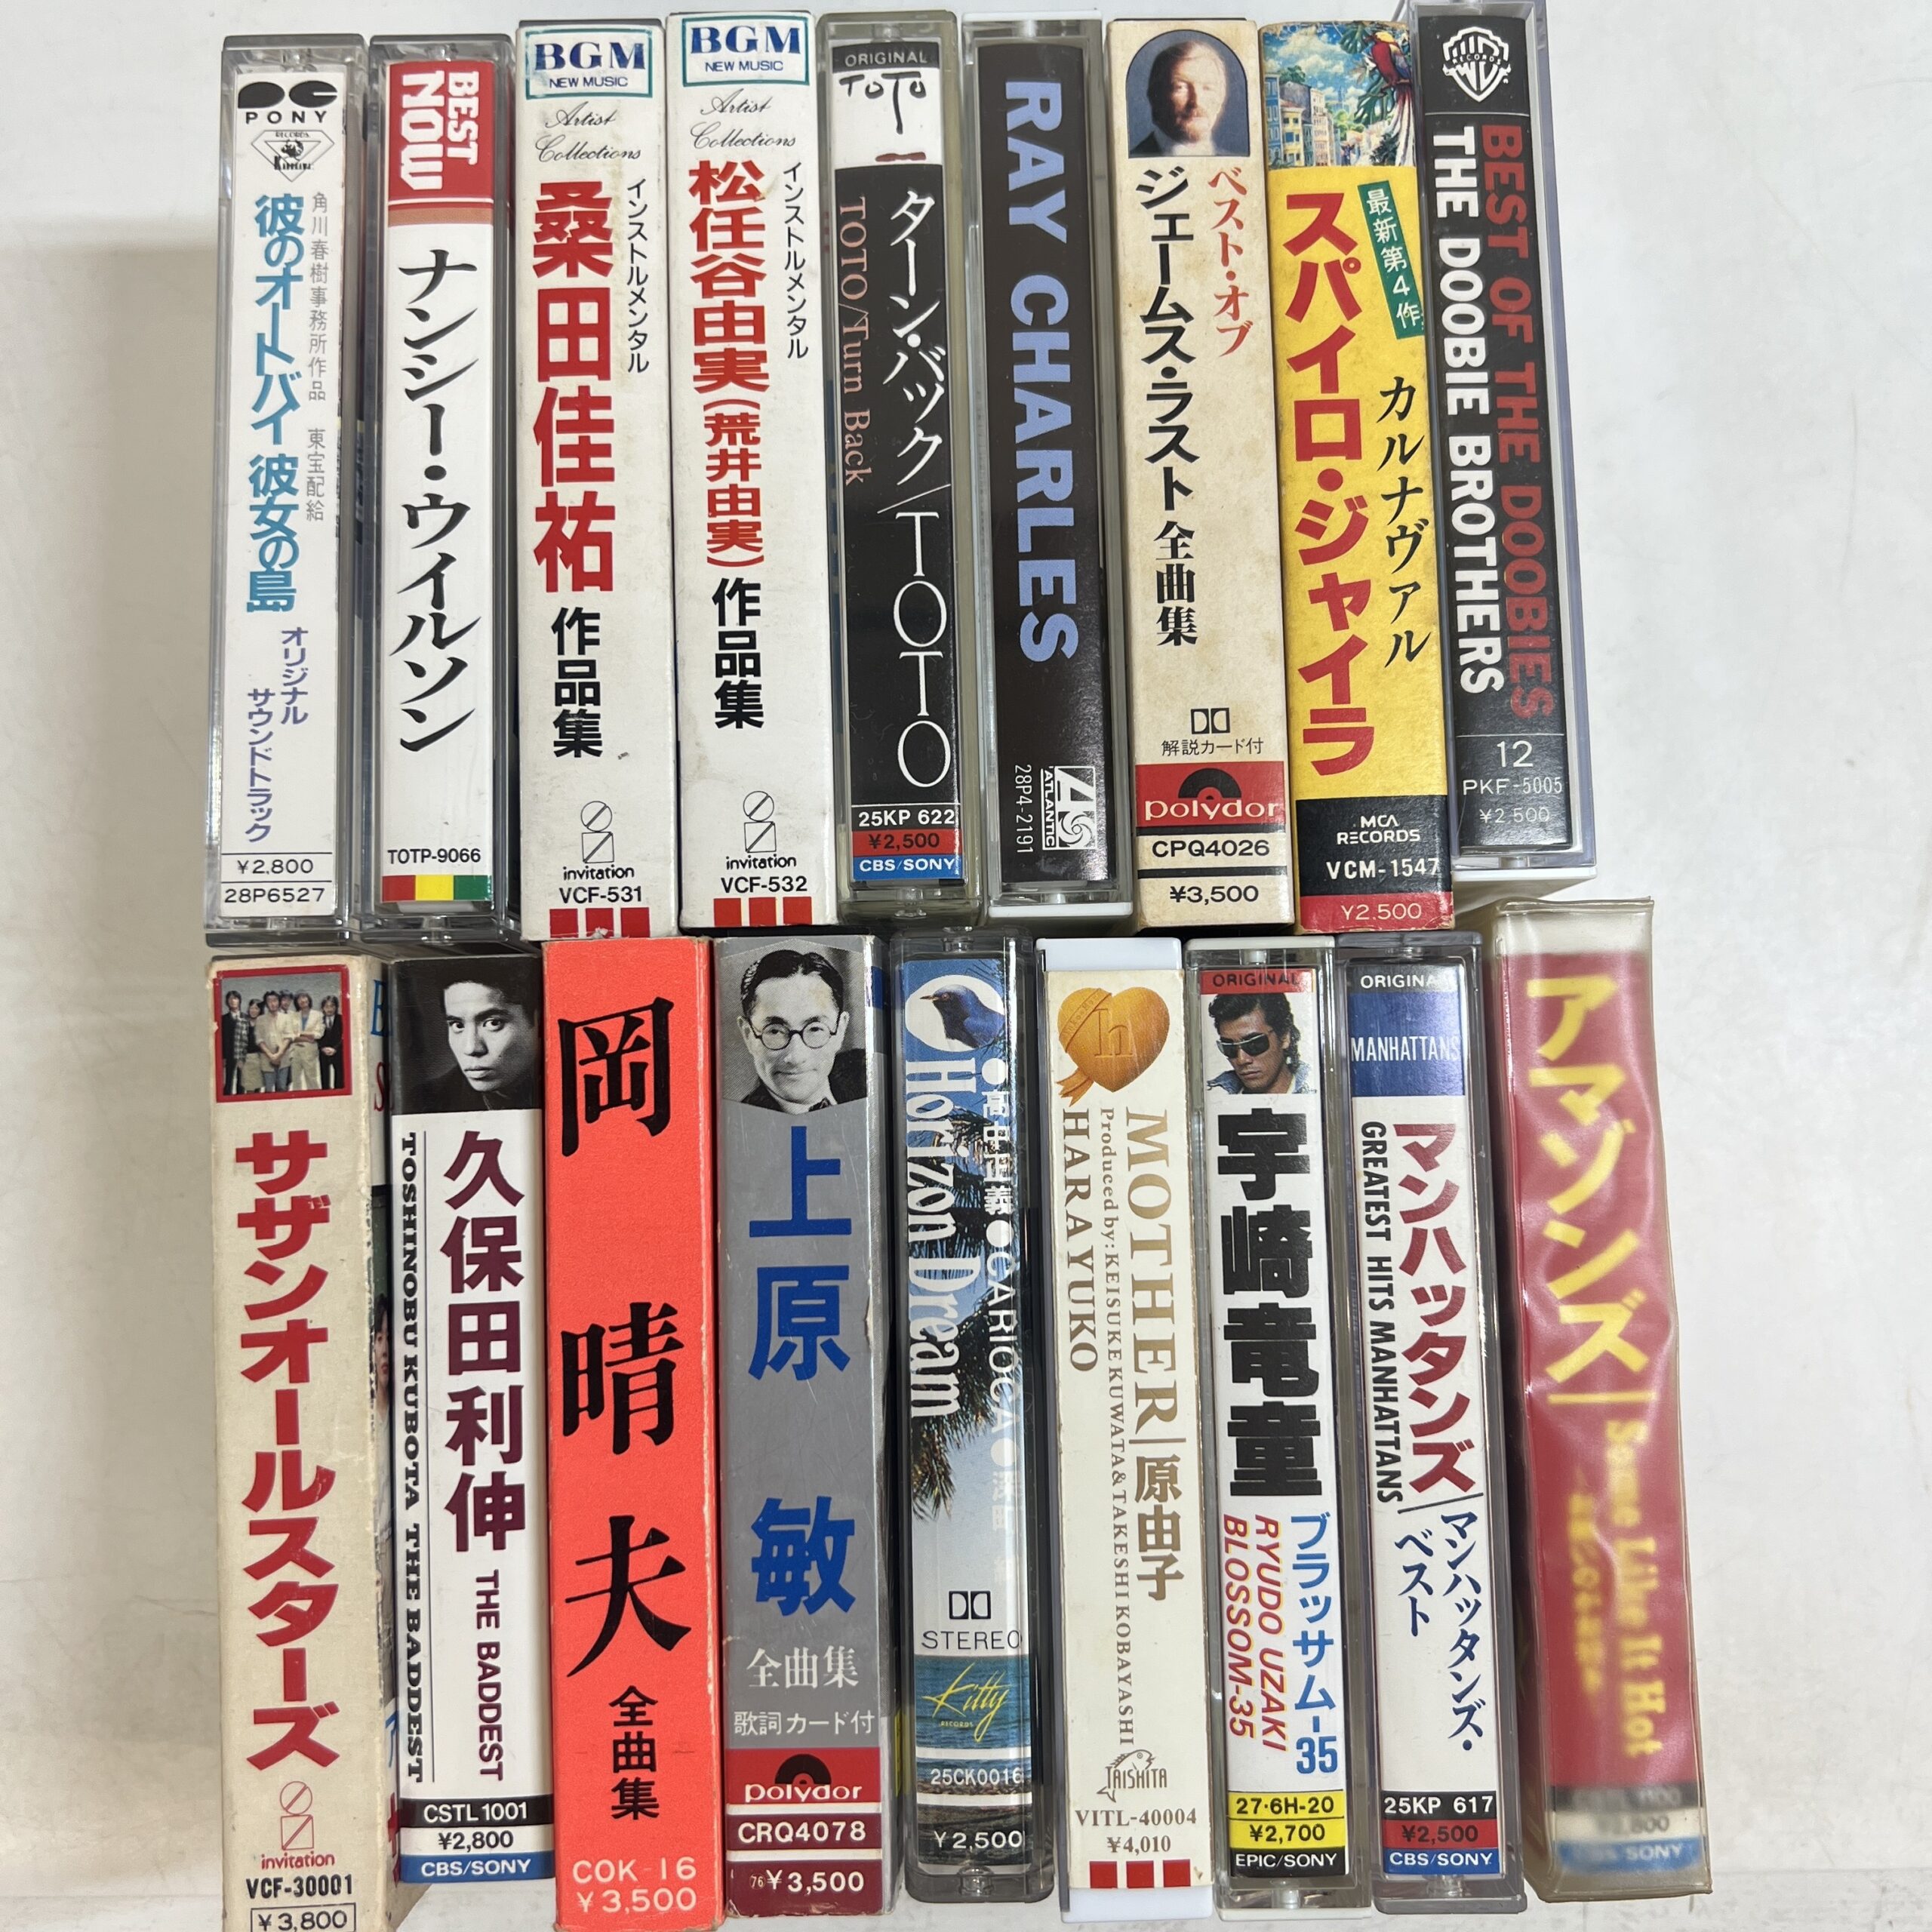 PONY
RECORDS
角川春樹事務所作品 東宝配給
彼のオートバイ彼女の島
オリジナル
サウンドトラック
¥2,800
28P6527
BEST
NOW
ナンシー・ウイルソン
TOTP-9066
BGM
NEW MUSIC
Artist
Collections
インストルメンタル
桑田佳祐
作品集
invitation
VCF-531
BGM
NEW MUSIC
Artist
Collections
インストルメンタル
松任谷由実(荒井由実)
作品集
invitation
VCF-532
ORIGINAL
TOTO
ターン・バック/TOTO
TOTO/Turn Back
25KP 622
¥2,500
CBS/SONY
RAY CHARLES
28P4-2191
ATLANTIC
ベスト・オブ
ジェームス・ラスト 全曲集
解説カード付
polydor
CPQ4026
¥3,500
最新第4作
カルナヴァル
スパイロ・ジャイラ
MCA
RECORDS
VCM-1547
Y2.500
RECORDS
BEST OF THE DOOBIES
THE DOOBIE BROTHERS
12
PKF-5005
¥2,500
サザンオールスターズ
invitation
VCF-30001
¥3,800
久保田利伸 THE BADDEST
TOSHINOBU KUBOTA THE BADDEST
CSTL1001
¥2,800
CBS/SONY
岡晴夫
全曲集
COK-16
¥3,500
上原敏
全曲集
歌詞カード付
polydor
CRQ4078
76 ¥3,500
CARIOCA
Horizon Dream
STEREO
Kitty
RECORDS
25CK0016
Y2,500
h
MOTHER/原由子
Produced by: KEISUKE KUWATA & TAKESHI KOBAYASHI
HARA YUKO
TAISHITA
VITL-40004
¥4,010
ORIGINAL
宇崎竜童
ブラッサム-35
RYUDO UZAKI
BLOSSOM-35
27·6H-20
¥2,700
EPIC/SONY
ORIGINAL
MANHATTANS
マンハッタンズ/マンハッタンズ・ベスト
GREATEST HITS MANHATTANS
25KP 617
¥2,500
CBS/SONY
アマゾンズ/
Some Like It Hot
CBS/SONY